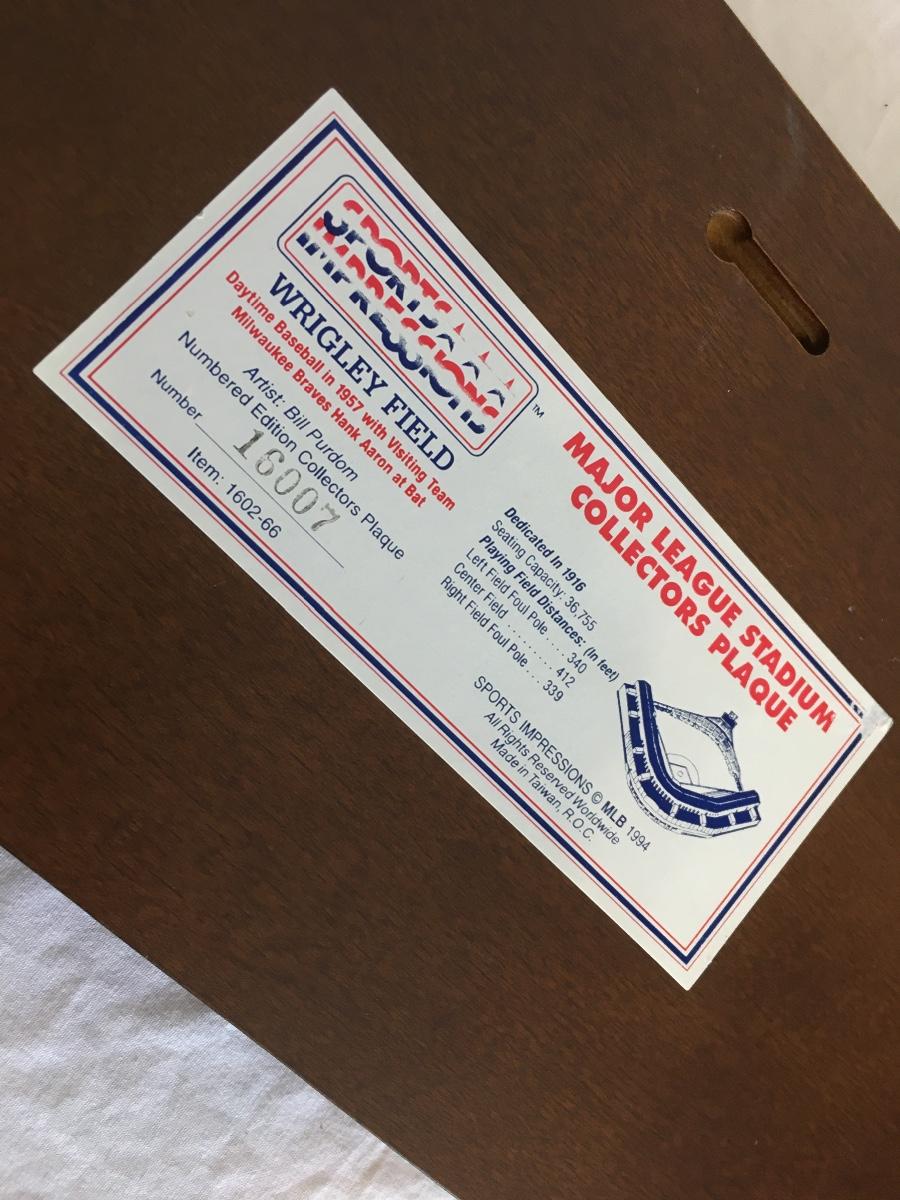 SPORTS
IMPRESSIONS
TM
WRIGLEY FIELD
Daytime Baseball in 1957 with Visiting Team
Milwaukee Braves Hank Aaron at Bat
Artist: Bill Purdom
Numbered Edition Collectors Plaque
Number 16007
Item: 1602-66
MAJOR LEAGUE STADIUM
COLLECTORS PLAQUE
Dedicated In 1916
Seating Capacity: 36,755
Playing Field Distances: (In feet)
Left Field Foul Pole ..... 340
Center Field ......... 412
Right Field Foul Pole ... 339
SPORTS IMPRESSIONS © MLB 1994
All Rights Reserved Worldwide
Made in Taiwan, R.O.C.